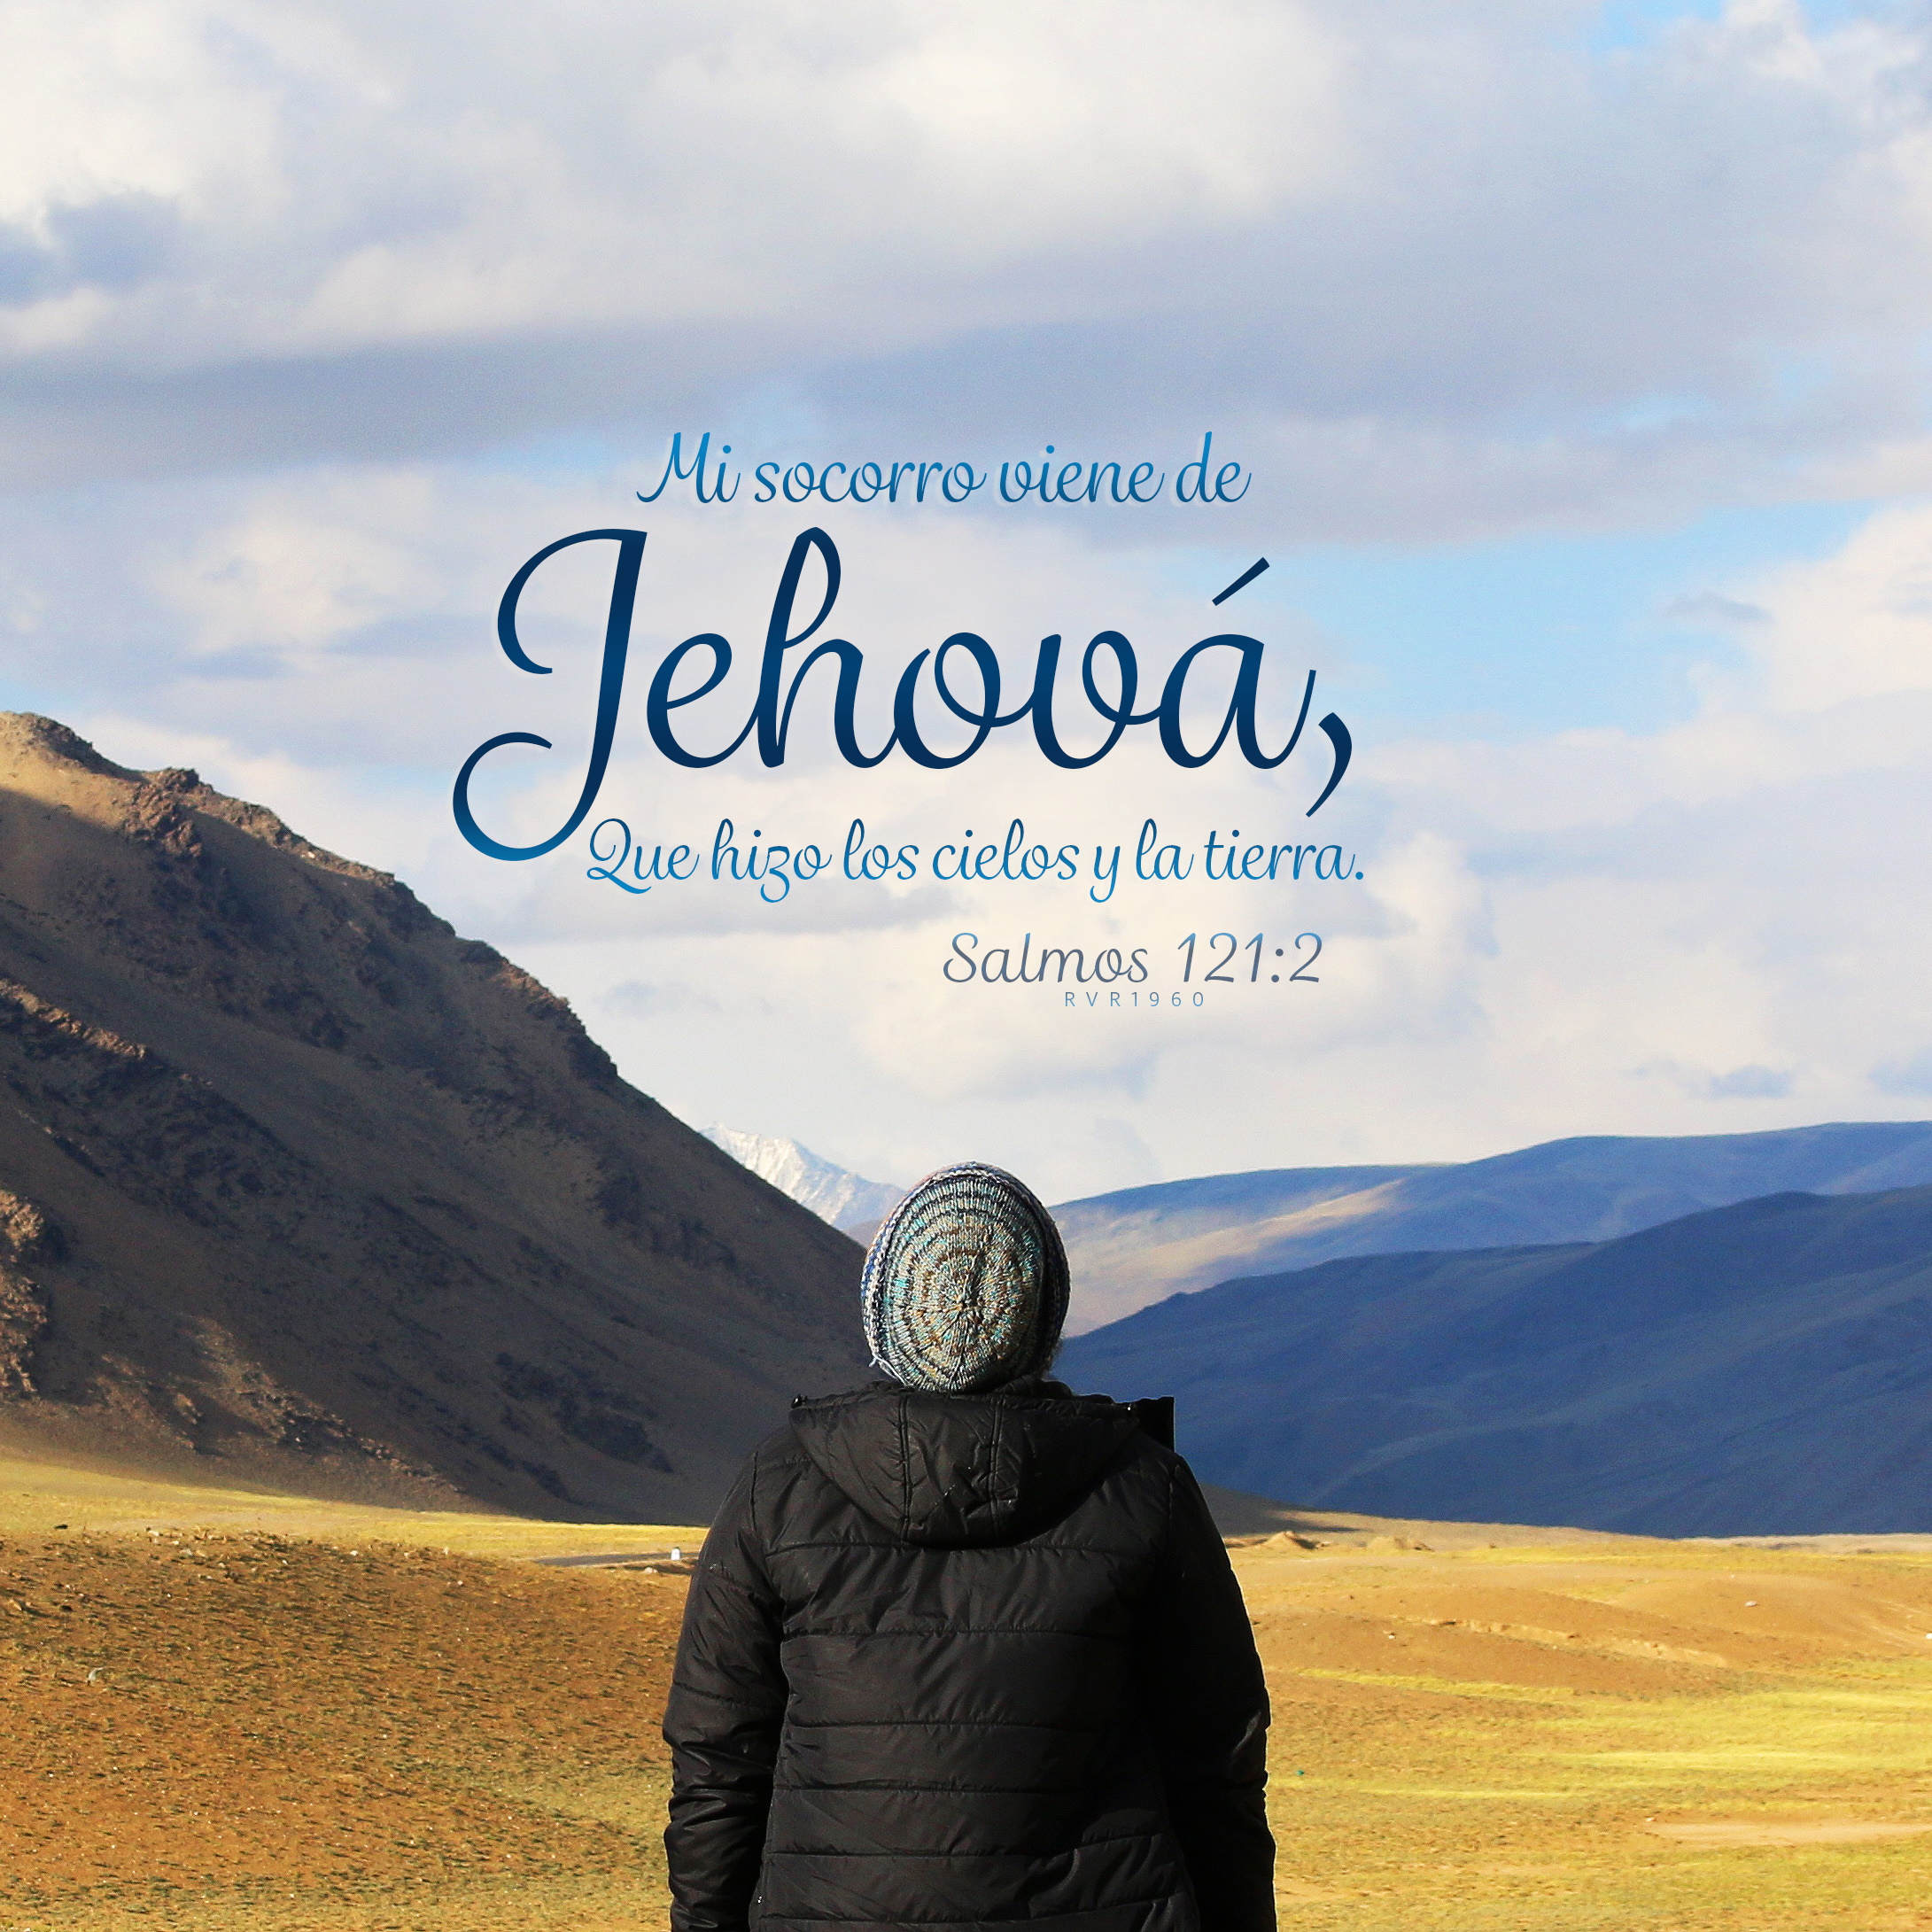 Mi socorro viene de
Jehová,
Que hizo los cielos y la tierra.
Salmos 121:2
RVR1960